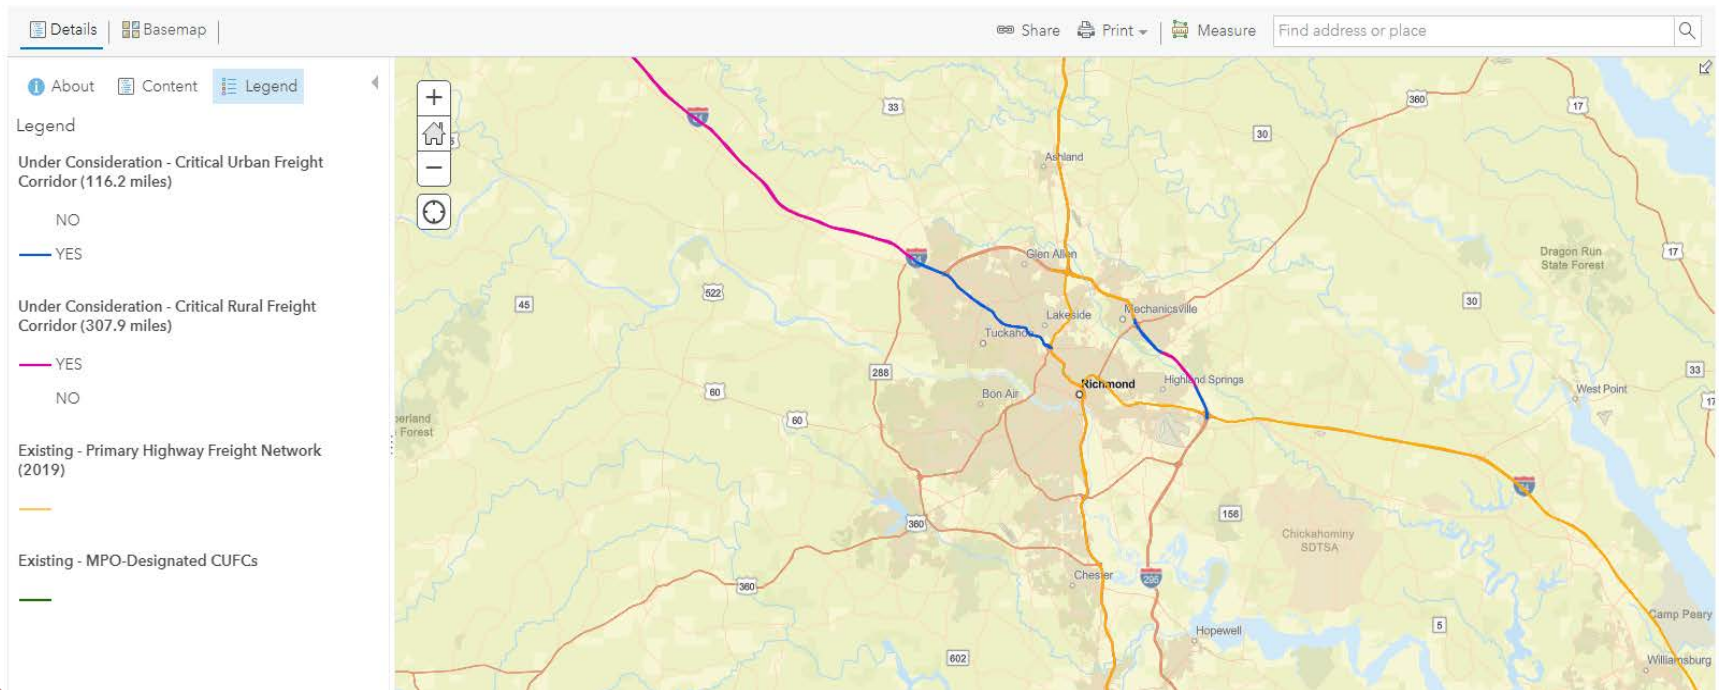 Details
Basemap
Share
Print
Measure
Find address or place
About
Content
Legend
Legend
Under Consideration - Critical Urban Freight
Corridor (116.2 miles)
NO
YES
Under Consideration - Critical Rural Freight
Corridor (307.9 miles)
YES
NO
Existing - Primary Highway Freight Network
(2019)
Existing - MPO-Designated CUFCs
+
−
33
360
17
30
Ashland
64
Glen Allen
Dragon Run
State Forest
17
45
522
30
Mechanicsville
Lakeside
Tuckahoe
288
33
60
Bon Air
Richmond
Highland Springs
West Point
17
60
Forest
64
360
156
Chickahominy
SDTSA
360
Chester
295
Camp Peary
Hopewell
5
602
Williamsburg